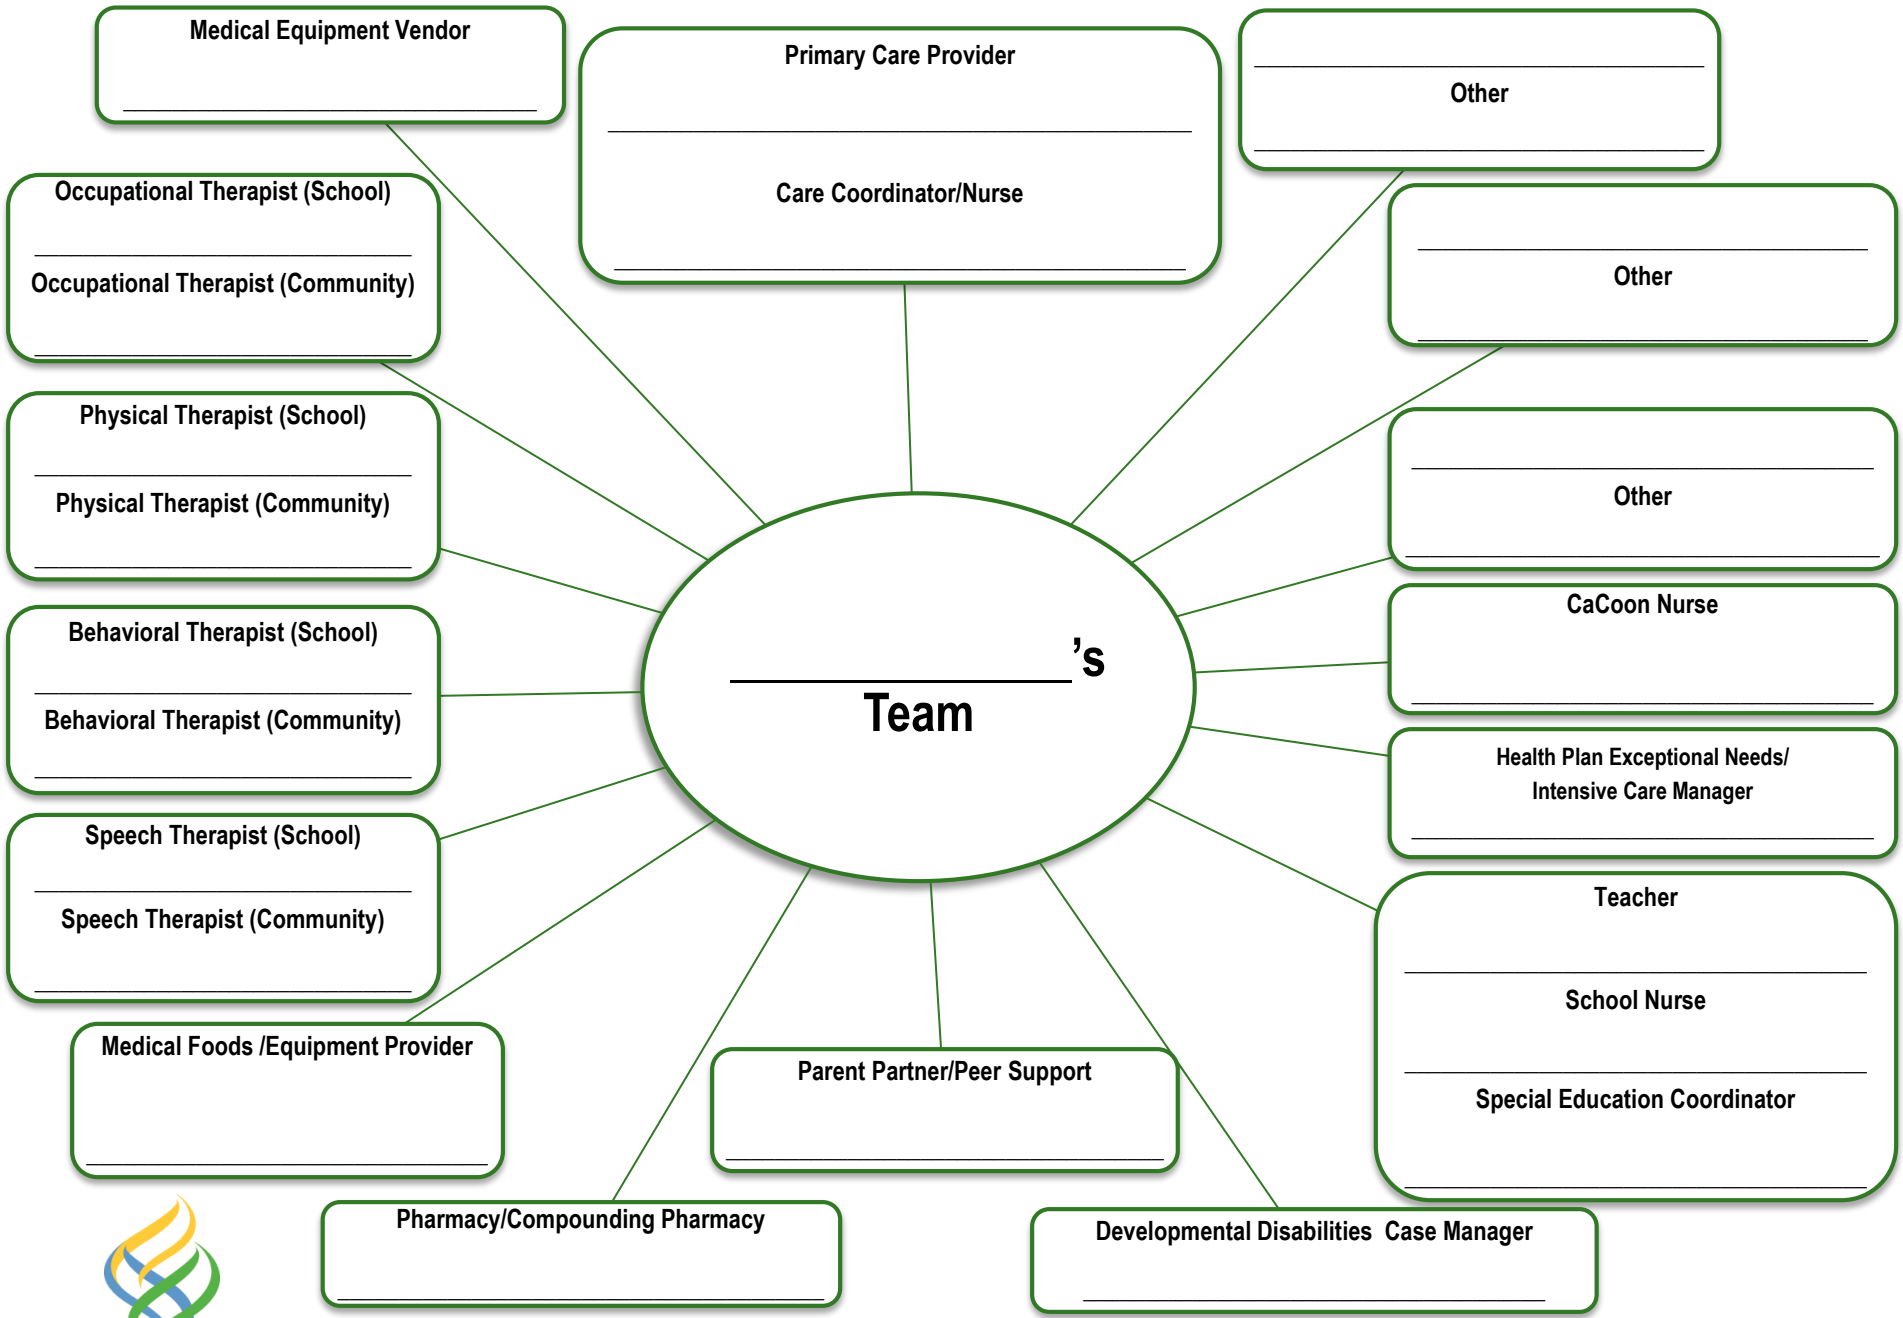 Medical Equipment Vendor
Primary Care Provider
Care Coordinator/Nurse
Other
Other
Other
Occupational Therapist (School)
Occupational Therapist (Community)
Physical Therapist (School)
Physical Therapist (Community)
Behavioral Therapist (School)
Behavioral Therapist (Community)
Speech Therapist (School)
Speech Therapist (Community)
Medical Foods /Equipment Provider
______________'s
Team
CaCoon Nurse
Health Plan Exceptional Needs/
Intensive Care Manager
Teacher
School Nurse
Special Education Coordinator
Parent Partner/Peer Support
Pharmacy/Compounding Pharmacy
Developmental Disabilities  Case Manager